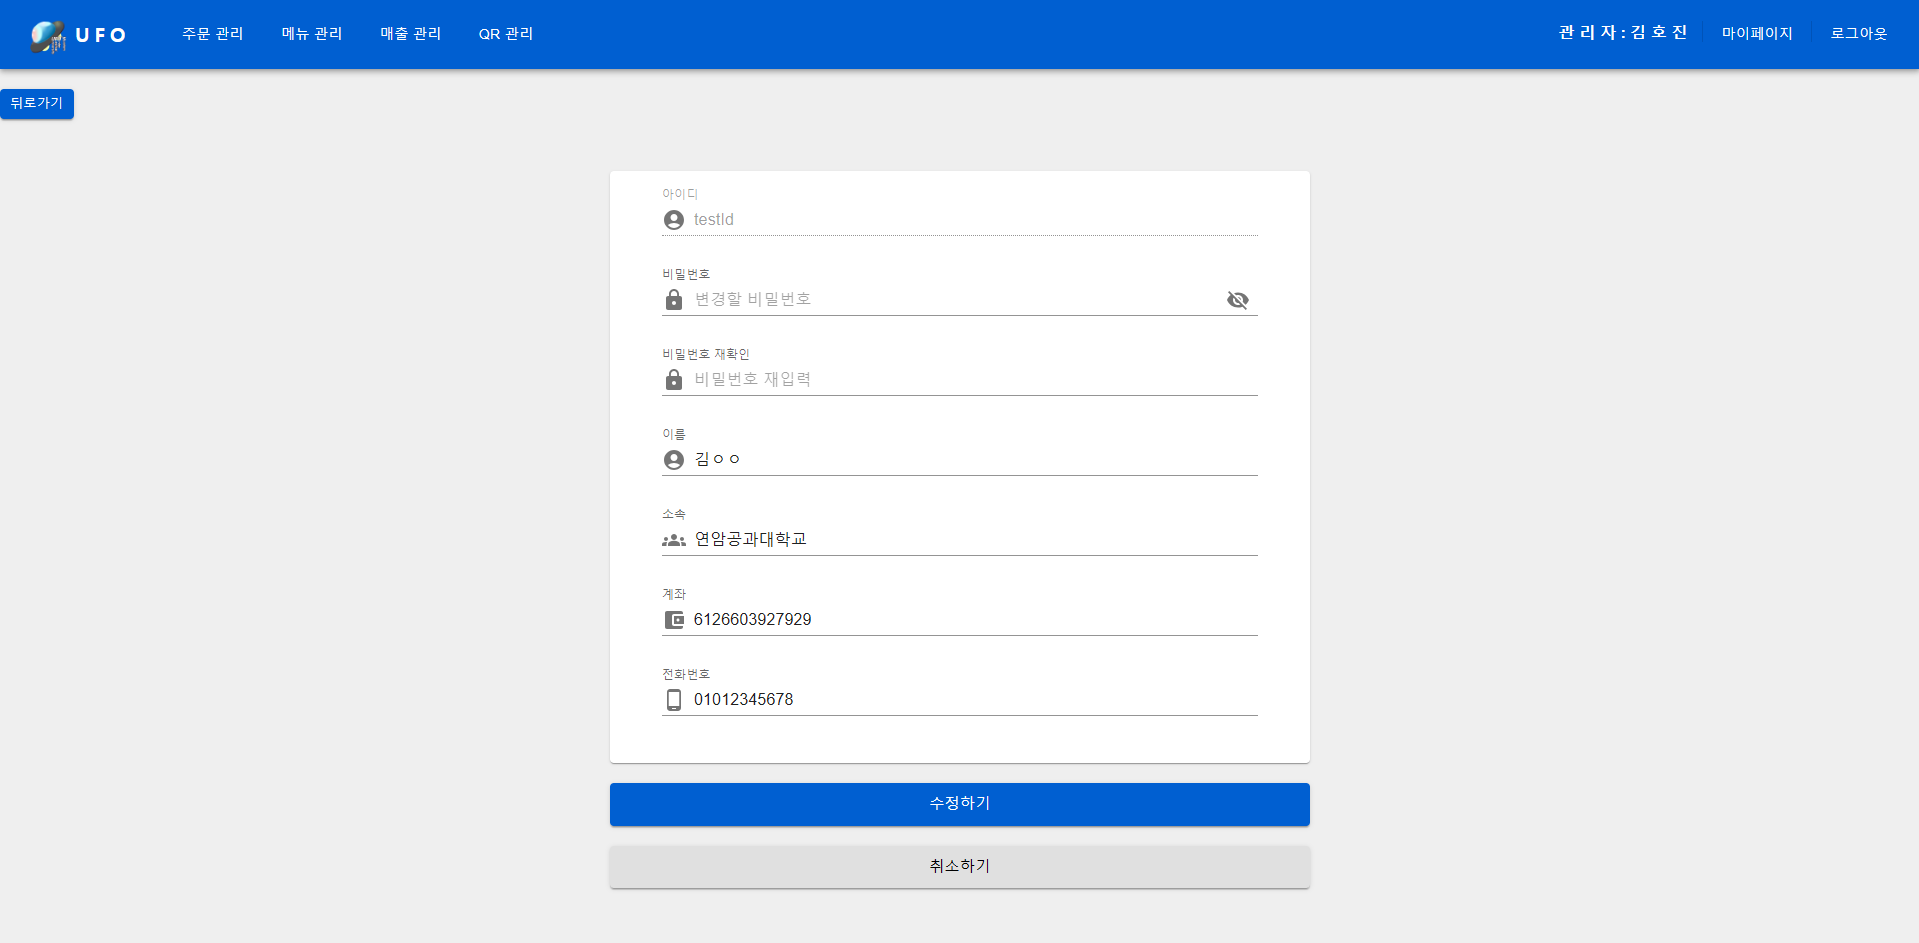 UFO 주문 관리 메뉴 관리 매출 관리 QR 관리 관리자:김호진 마이페이지 로그아웃
뒤로가기
아이디
testId
비밀번호
변경할 비밀번호
비밀번호 재확인
비밀번호 재입력
이름
김ㅇㅇ
소속
연암공과대학교
계좌
6126603927929
전화번호
01012345678
수정하기
취소하기